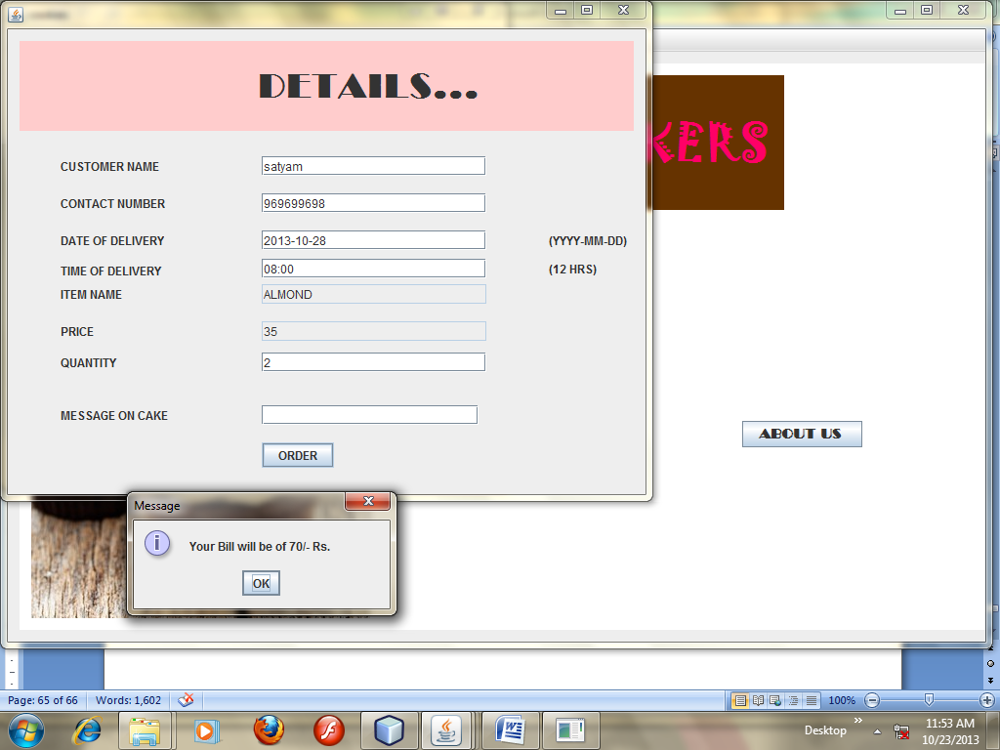 DETAILS...
KERS
CUSTOMER NAME satyam
CONTACT NUMBER 969699698
DATE OF DELIVERY 2013-10-28 (YYYY-MM-DD)
TIME OF DELIVERY 08:00 (12 HRS)
ITEM NAME ALMOND
PRICE 35
QUANTITY 2
MESSAGE ON CAKE
ABOUT US
ORDER
Message
Your Bill will be of 70/- Rs.
OK
Page: 65 of 66 Words: 1,602 100%
Desktop
11:53 AM
10/23/2013